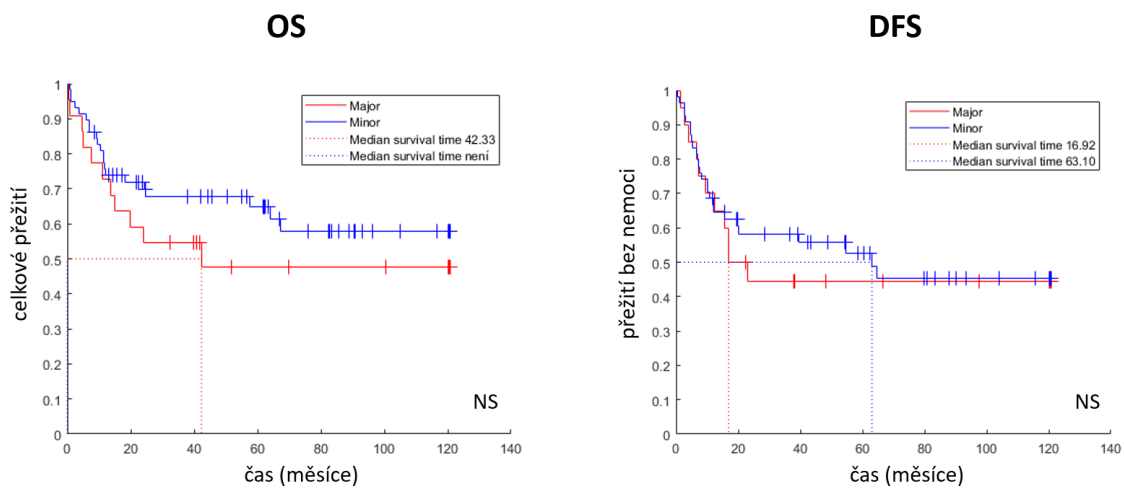 OS
celkové přežití
1
0.9
0.8
0.7
0.6
0.5
0.4
0.3
0.2
0.1
0
Major
Minor
Median survival time 42.33
Median survival time není
NS
0 20 40 60 80 100 120 140
čas (měsíce)
DFS
přežití bez nemoci
1
0.9
0.8
0.7
0.6
0.5
0.4
0.3
0.2
0.1
0
Major
Minor
Median survival time 16.92
Median survival time 63.10
NS
0 20 40 60 80 100 120 140
čas (měsíce)